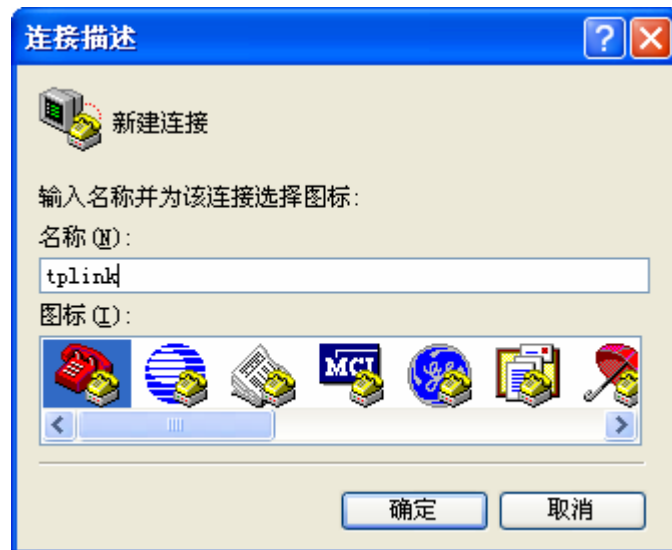 连接描述
新建连接
输入名称并为该连接选择图标:
名称(N):
tplink
图标(I):
MCI
确定
取消